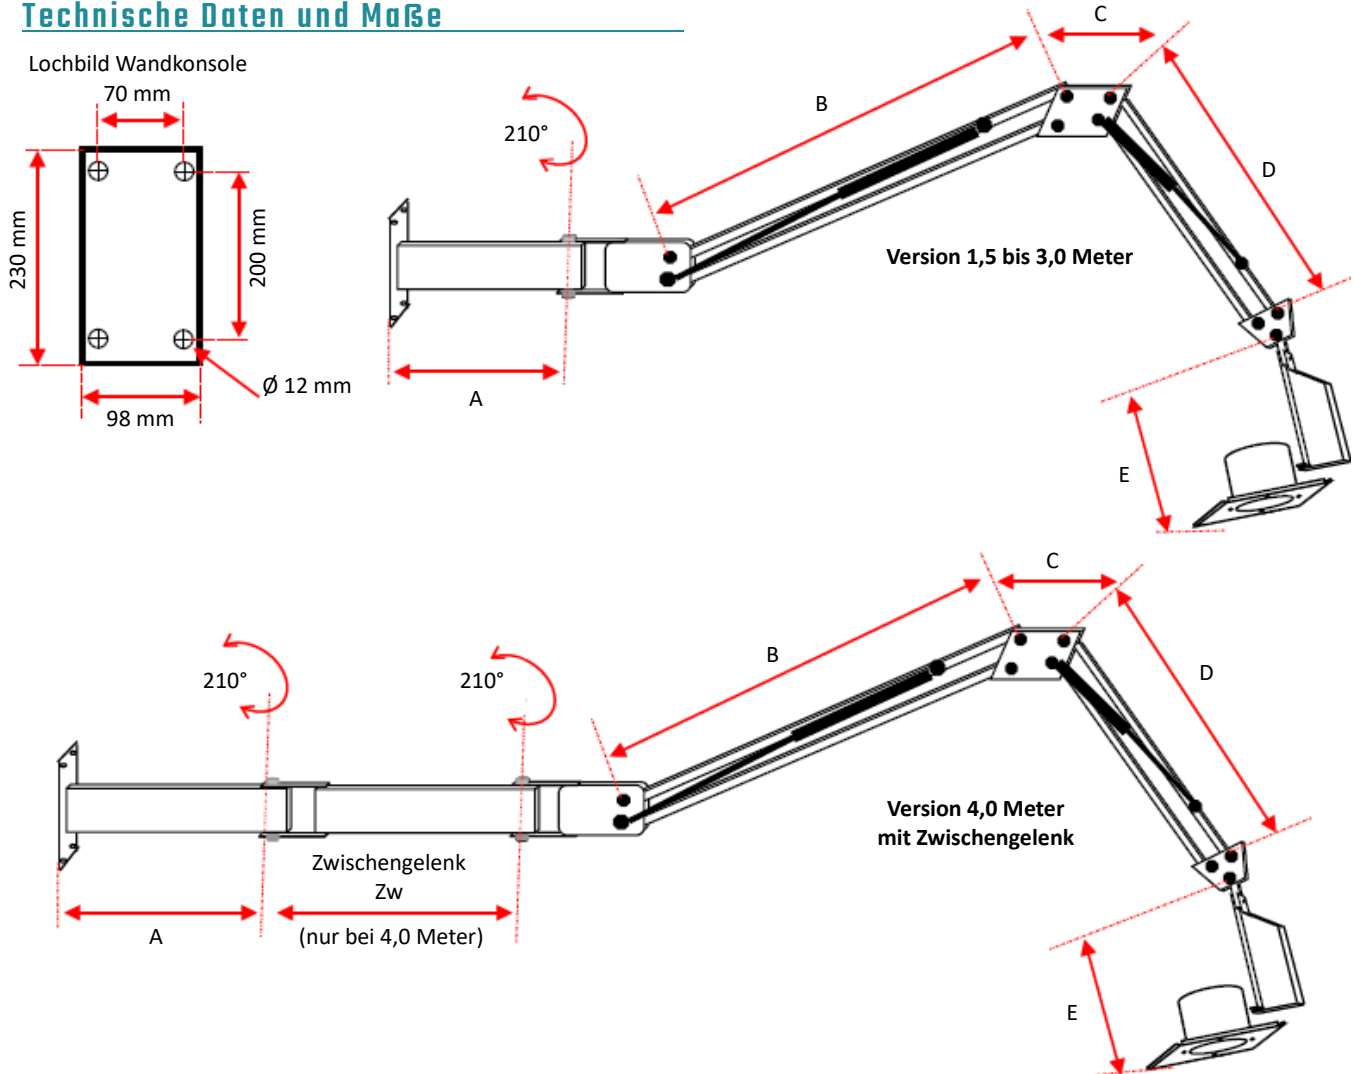 Technische Daten und Maße
Lochbild Wandkonsole
70 mm
230 mm
200 mm
Ø 12 mm
98 mm
210°
A
B
C
D
E
Version 1,5 bis 3,0 Meter
210°
210°
A
Zwischengelenk
Zw
(nur bei 4,0 Meter)
B
C
D
E
Version 4,0 Meter
mit Zwischengelenk